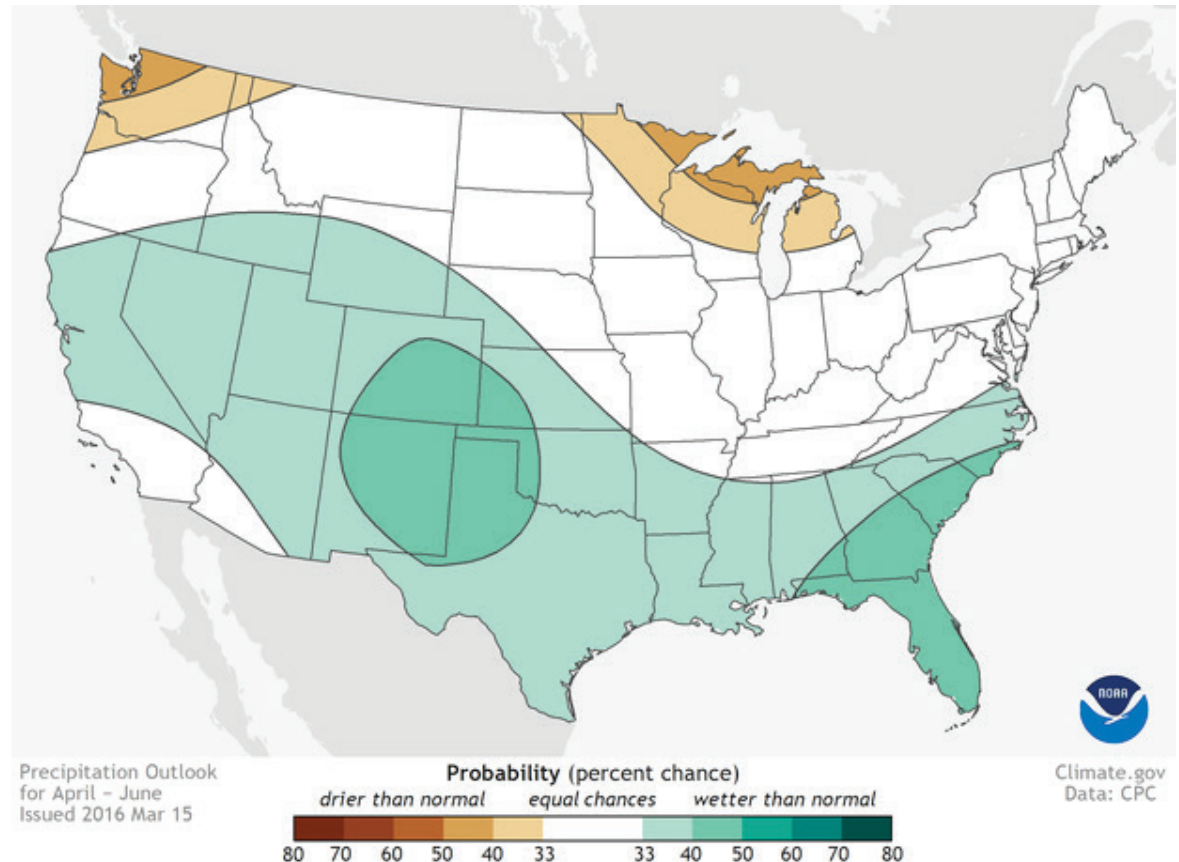 NOAA
Precipitation Outlook
for April – June
Issued 2016 Mar 15
Probability (percent chance)
drier than normal equal chances wetter than normal
80 70 60 50 40 33 33 40 50 60 70 80
Climate.gov
Data: CPC